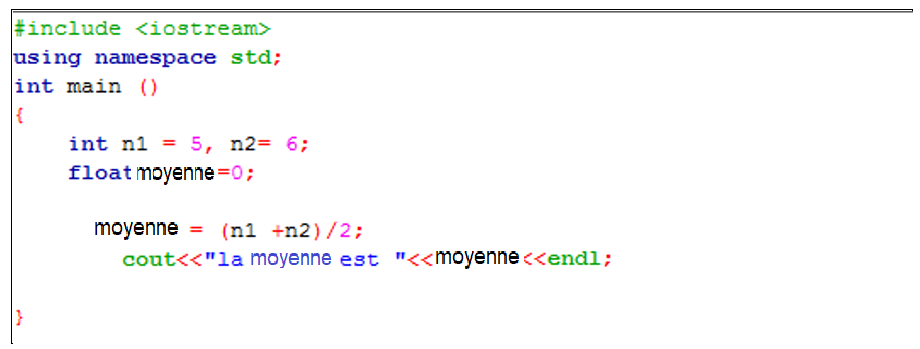 #include <iostream>
using namespace std;
int main ()
{
int n1 = 5, n2= 6;
float moyenne=0;
moyenne = (n1 +n2)/2;
cout<<"la moyenne est "<<moyenne<<endl;
}